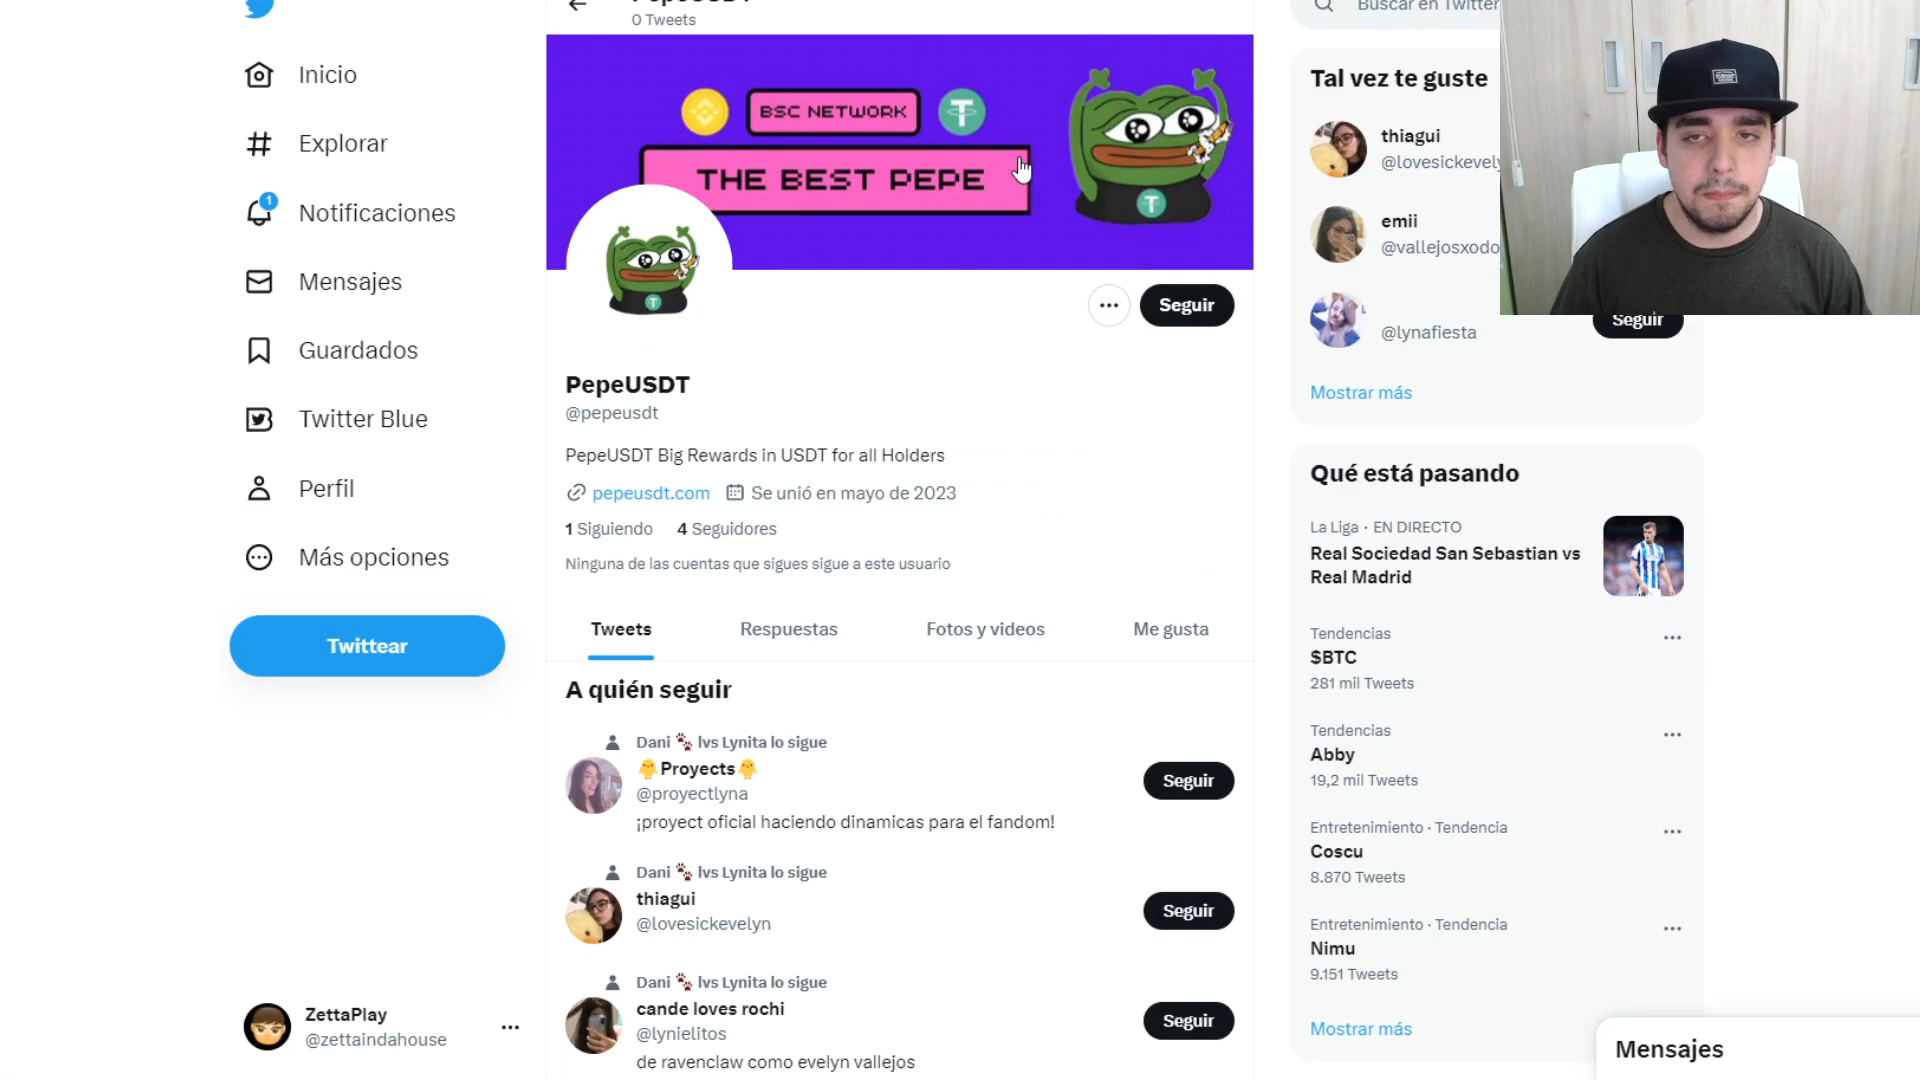 Inicio
Explorar
1
Notificaciones
Mensajes
Guardados
Twitter Blue
Perfil
Más opciones
Twittear
ZettaPlay
@zettaindahouse
PepeUSDT
0 Tweets
BSC NETWORK
THE BEST PEPE
Seguir
PepeUSDT
@pepeusdt
PepeUSDT Big Rewards in USDT for all Holders
pepeusdt.com Se unió en mayo de 2023
1 Siguiendo 4 Seguidores
Ninguna de las cuentas que sigues sigue a este usuario
Tweets Respuestas Fotos y videos Me gusta
A quién seguir
Dani lvs Lynita lo sigue
Proyects
@proyectlyna
Seguir
¡proyect oficial haciendo dinamicas para el fandom!
Dani lvs Lynita lo sigue
thiagui
@lovesickevelyn
Seguir
Dani lvs Lynita lo sigue
cande loves rochi
@lynielitos
Seguir
de ravenclaw como evelyn vallejos
Buscar en Twitter
Tal vez te guste
thiagui
@lovesickevely
emii
@vallejosxodo
@lynafiesta
Seguir
Mostrar más
Qué está pasando
La Liga · EN DIRECTO
Real Sociedad San Sebastian vs
Real Madrid
Tendencias
$BTC
281 mil Tweets
Tendencias
Abby
19,2 mil Tweets
Entretenimiento · Tendencia
Coscu
8.870 Tweets
Entretenimiento · Tendencia
Nimu
9.151 Tweets
Mostrar más
Mensajes